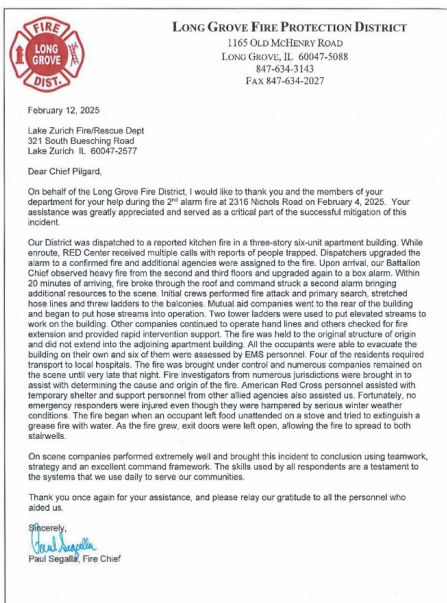 FIRE
LONG
GROVE
DIST.
LONG GROVE FIRE PROTECTION DISTRICT
1165 OLD MCHENRY ROAD
LONG GROVE, IL 60047-5088
847-634-3143
FAX 847-634-2027
February 12, 2025
Lake Zurich Fire/Rescue Dept
321 South Buesching Road
Lake Zurich IL 60047-2577
Dear Chief Pilgard,
On behalf of the Long Grove Fire District, I would like to thank you and the members of your
department for your help during the 2nd alarm fire at 2316 Nichols Road on February 4, 2025. Your
assistance was greatly appreciated and served as a critical part of the successful mitigation of this
incident.
Our District was dispatched to a reported kitchen fire in a three-story six-unit apartment building. While
enroute, RED Center received multiple calls with reports of people trapped. Dispatchers upgraded the
alarm to a confirmed fire and additional agencies were assigned to the fire. Upon arrival, our Battalion
Chief observed heavy fire from the second and third floors and upgraded again to a box alarm. Within
20 minutes of arriving, fire broke through the roof and command struck a second alarm bringing
additional resources to the scene. Initial crews performed fire attack and primary search, stretched
hose lines and threw ladders to the balconies. Mutual aid companies went to the rear of the building
and began to put hose streams into operation. Two tower ladders were used to put elevated streams to
work on the building. Other companies continued to operate hand lines and others checked for fire
extension and provided rapid intervention support. The fire was held to the original structure of origin
and did not extend into the adjoining apartment building. All the occupants were able to evacuate the
building on their own and six of them were assessed by EMS personnel. Four of the residents required
transport to local hospitals. The fire was brought under control and numerous companies remained on
the scene until very late that night. Fire investigators from numerous jurisdictions were brought in to
assist with determining the cause and origin of the fire. American Red Cross personnel assisted with
temporary shelter and support personnel from other allied agencies also assisted us. Fortunately, no
emergency responders were injured even though they were hampered by serious winter weather
conditions. The fire began when an occupant left food unattended on a stove and tried to extinguish a
grease fire with water. As the fire grew, exit doors were left open, allowing the fire to spread to both
stairwells.
On scene companies performed extremely well and brought this incident to conclusion using teamwork,
strategy and an excellent command framework. The skills used by all respondents are a testament to
the systems that we use daily to serve our communities.
Thank you once again for your assistance, and please relay our gratitude to all the personnel who
aided us.
Sincerely,
Paul Segalla
Paul Segalla, Fire Chief